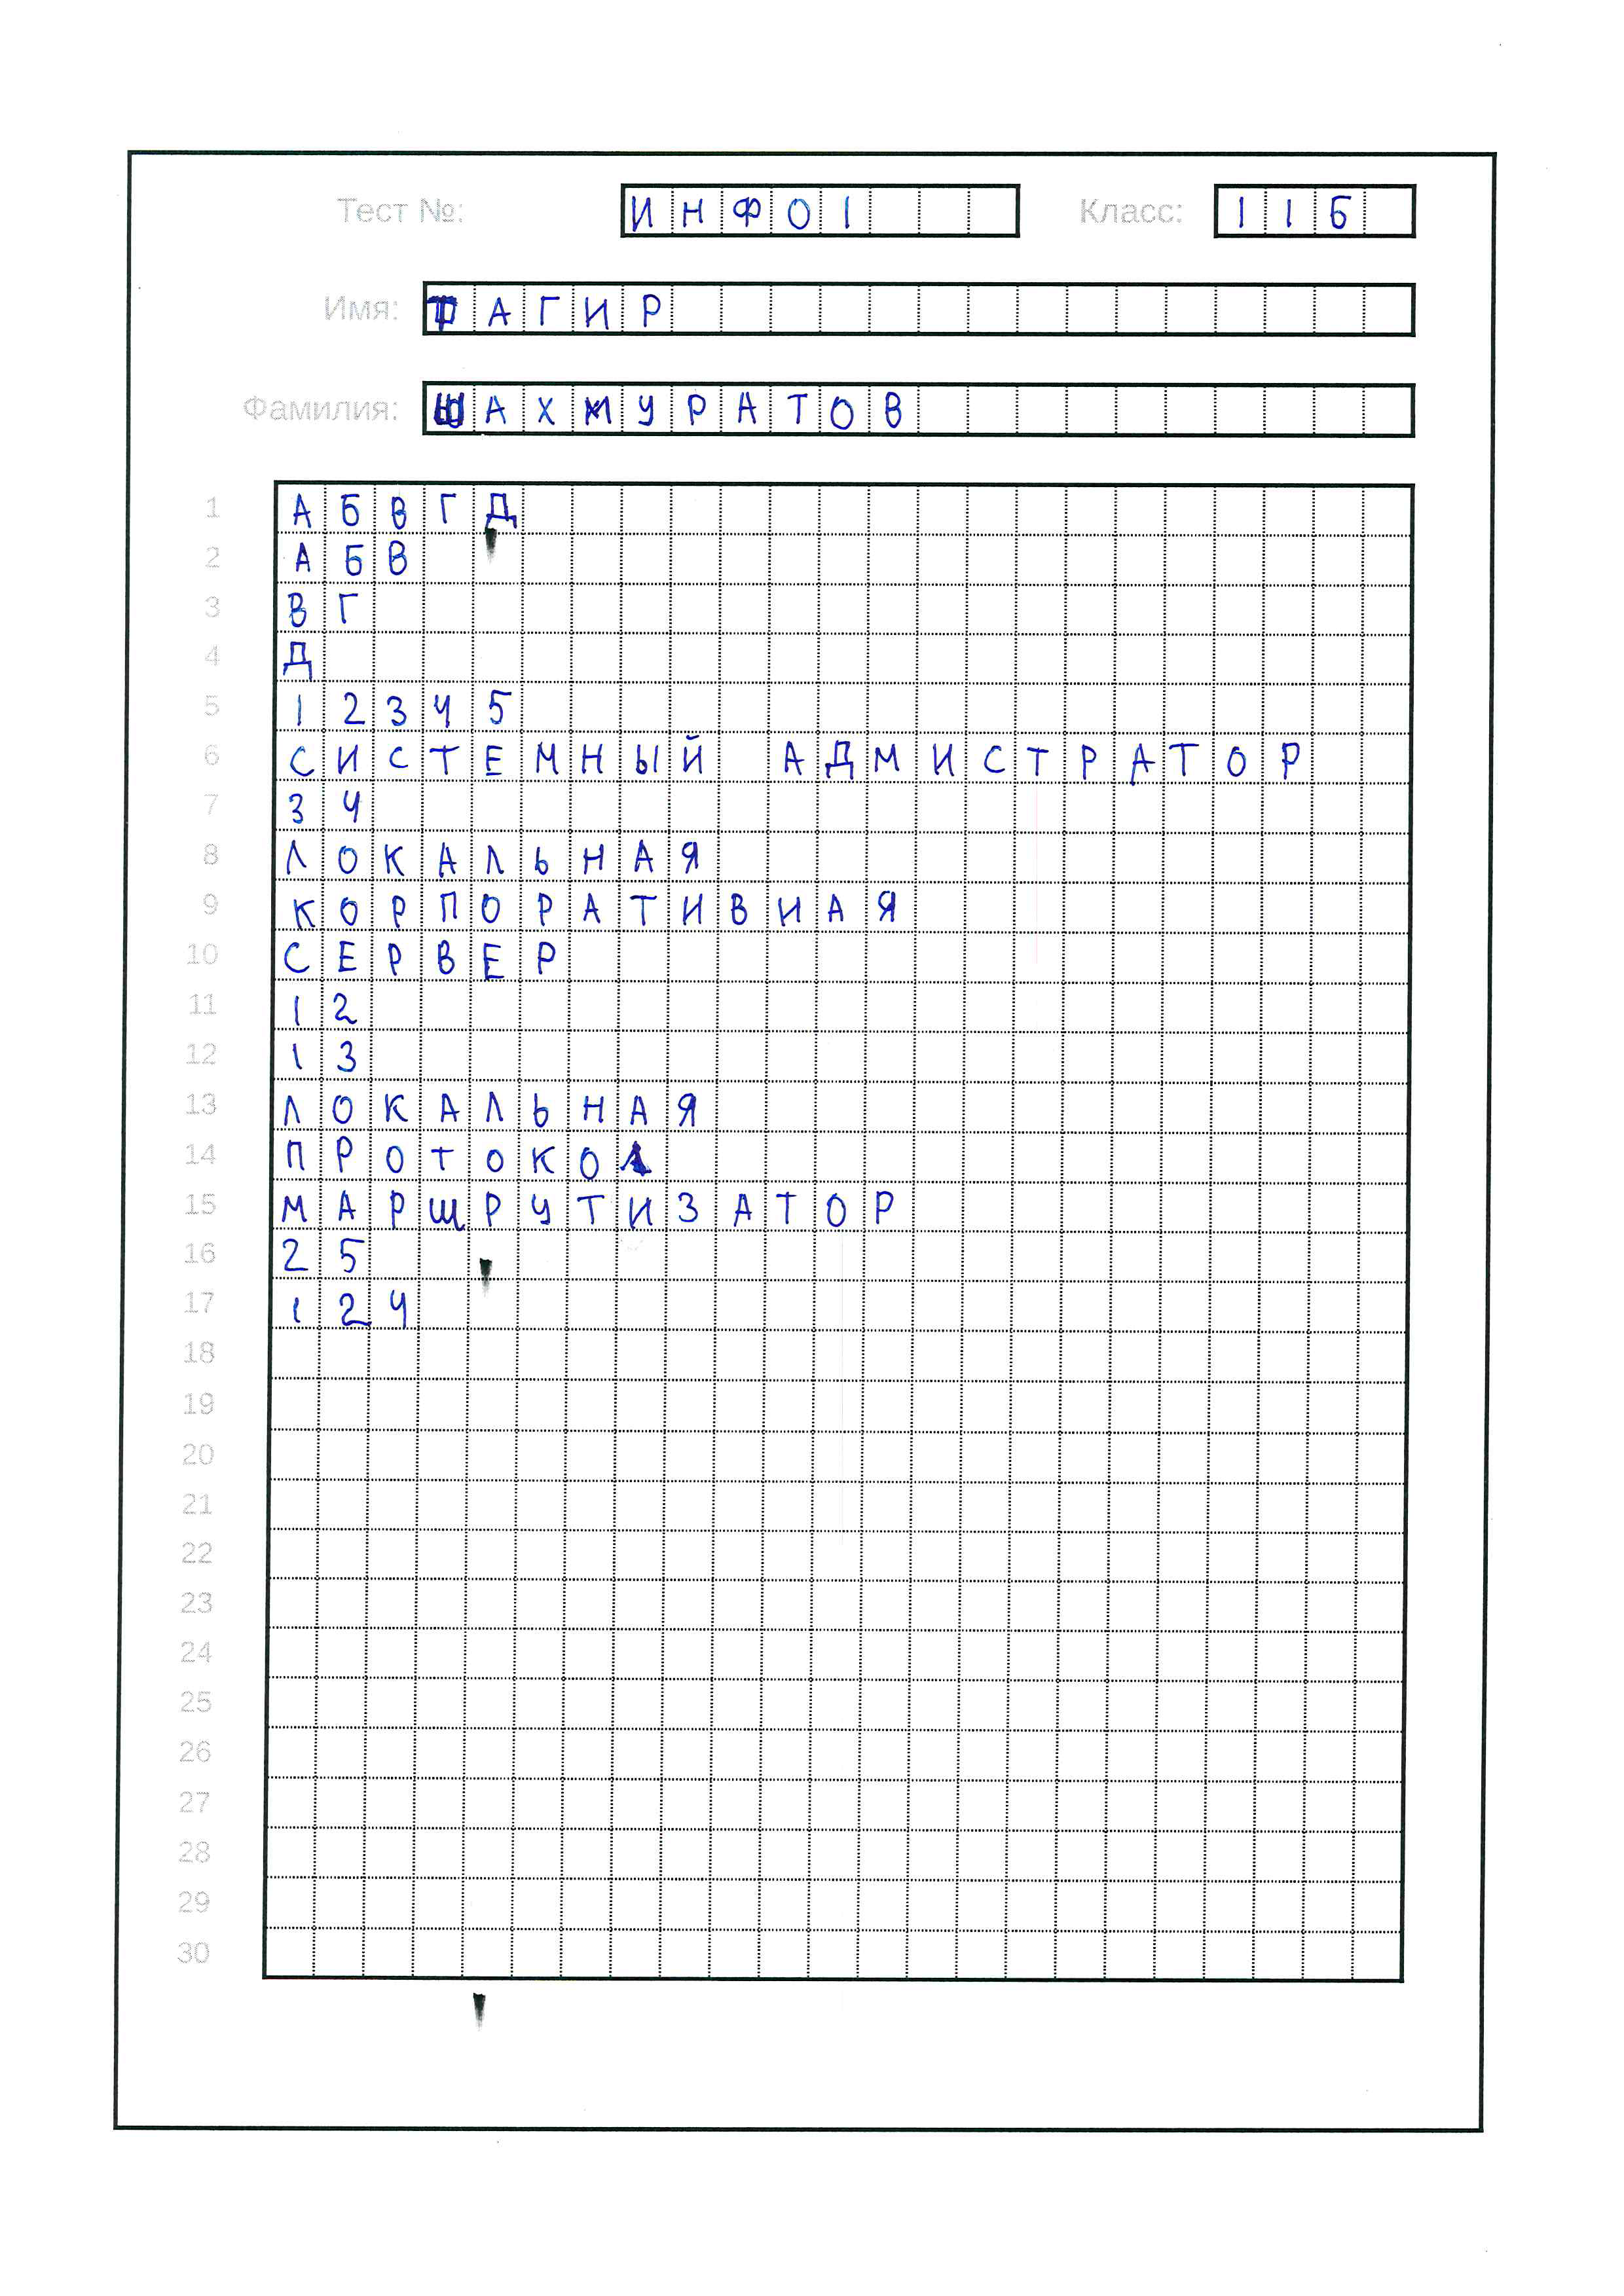 Тест №: ИНФ01 Класс: 11Б
Имя: ТАГИР
Фамилия: ШАХМУРАТОВ
1 АБВГД
2 АБВ
3 ВГ
4 Д
5 12345
6 СИСТЕМНЫЙ АДМИСТРАТОР
7 34
8 ЛОКАЛЬНАЯ
9 КОРПОРАТИВНАЯ
10 СЕРВЕР
11 12
12 13
13 ЛОКАЛЬНАЯ
14 ПРОТОКОЛ
15 МАРШРУТИЗАТОР
16 25
17 124
18
19
20
21
22
23
24
25
26
27
28
29
30